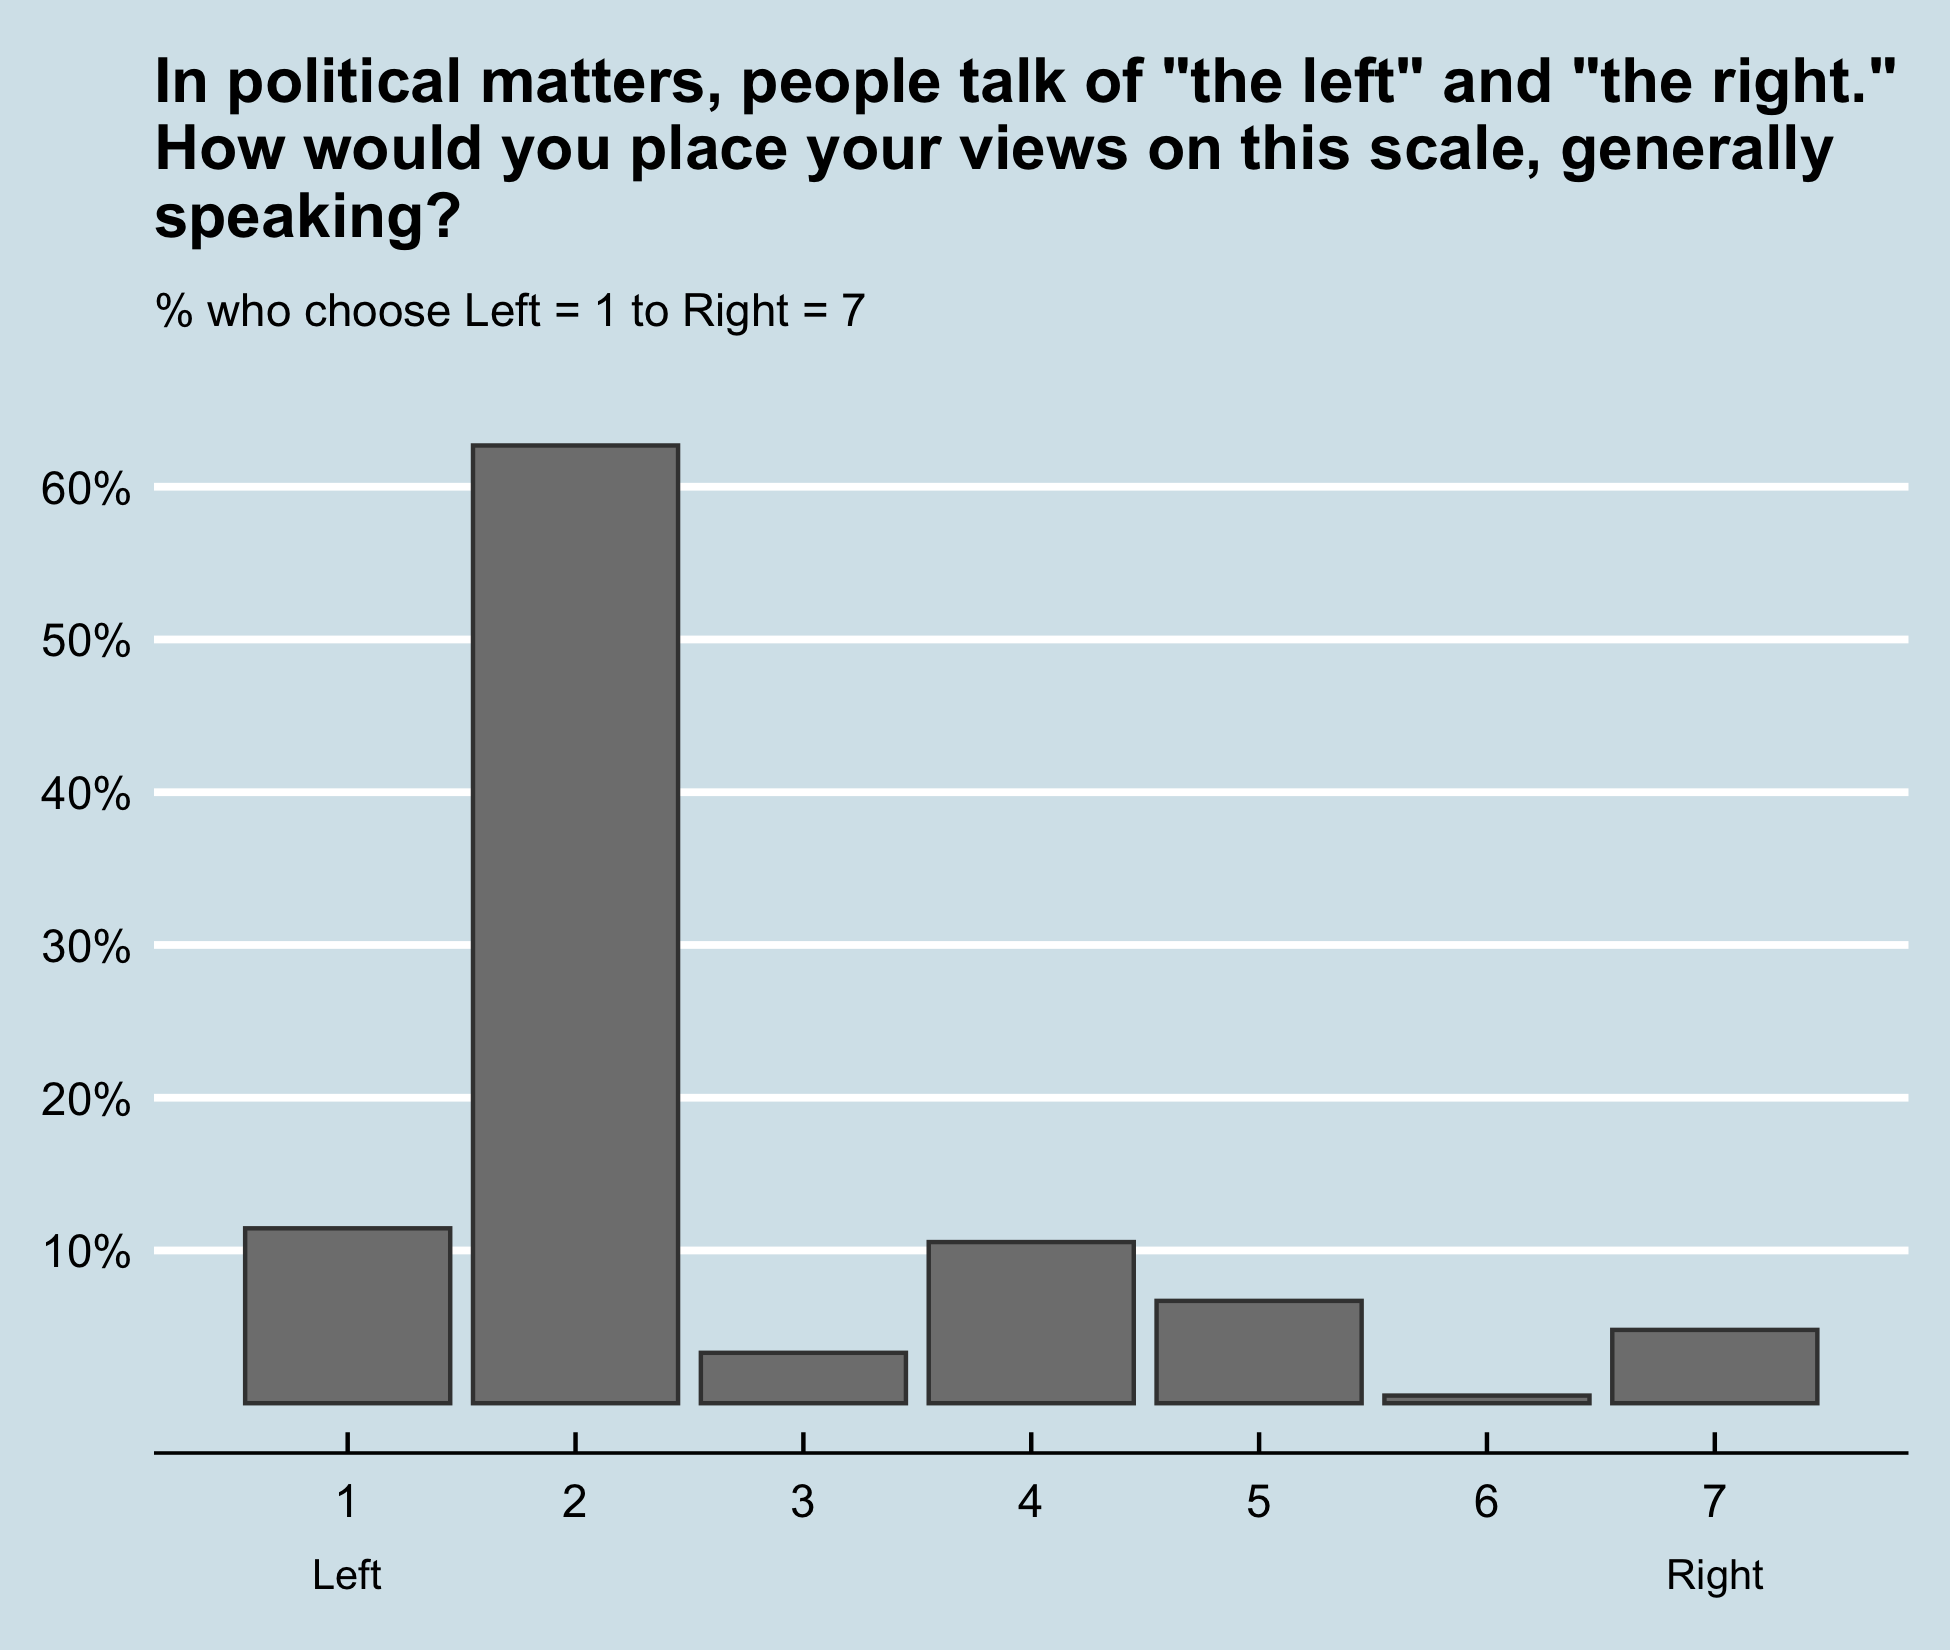 In political matters, people talk of "the left" and "the right."
How would you place your views on this scale, generally
speaking?
% who choose Left = 1 to Right = 7
60%
50%
40%
30%
20%
10%
1 2 3 4 5 6 7
Left Right